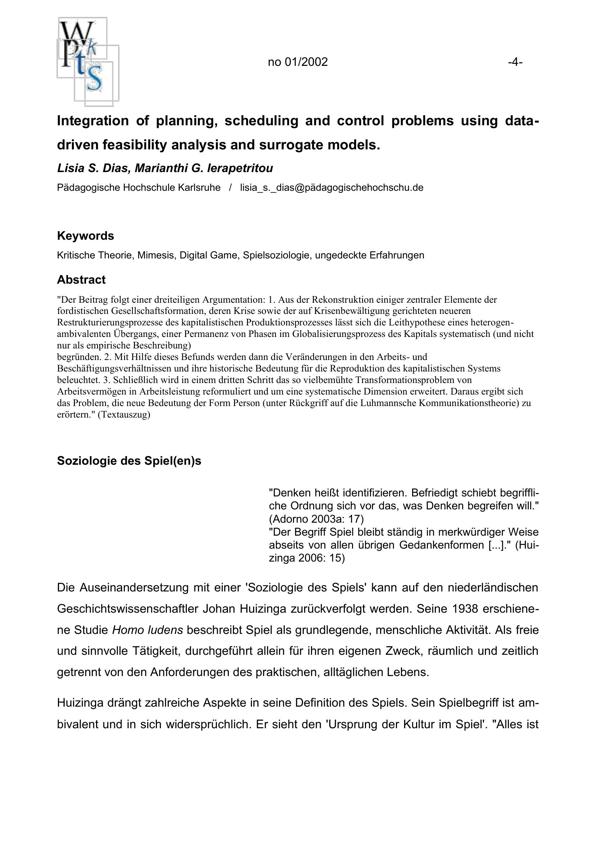 W
Pkts
no 01/2002 -4-
Integration of planning, scheduling and control problems using data-
driven feasibility analysis and surrogate models.
Lisia S. Dias, Marianthi G. Ierapetritou
Pädagogische Hochschule Karlsruhe / lisia_s._dias@pädagogischehochschu.de
Keywords
Kritische Theorie, Mimesis, Digital Game, Spielsoziologie, ungedeckte Erfahrungen
Abstract
"Der Beitrag folgt einer dreiteiligen Argumentation: 1. Aus der Rekonstruktion einiger zentraler Elemente der
fordistischen Gesellschaftsformation, deren Krise sowie der auf Krisenbewältigung gerichteten neueren
Restrukturierungsprozesse des kapitalistischen Produktionsprozesses lässt sich die Leithypothese eines heterogen-
ambivalenten Übergangs, einer Permanenz von Phasen im Globalisierungsprozess des Kapitals systematisch (und nicht
nur als empirische Beschreibung)
begründen. 2. Mit Hilfe dieses Befunds werden dann die Veränderungen in den Arbeits- und
Beschäftigungsverhältnissen und ihre historische Bedeutung für die Reproduktion des kapitalistischen Systems
beleuchtet. 3. Schließlich wird in einem dritten Schritt das so vielbemühte Transformationsproblem von
Arbeitsvermögen in Arbeitsleistung reformuliert und um eine systematische Dimension erweitert. Daraus ergibt sich
das Problem, die neue Bedeutung der Form Person (unter Rückgriff auf die Luhmannsche Kommunikationstheorie) zu
erörtern." (Textauszug)
Soziologie des Spiel(en)s
"Denken heißt identifizieren. Befriedigt schiebt begriffli-
che Ordnung sich vor das, was Denken begreifen will."
(Adorno 2003a: 17)
"Der Begriff Spiel bleibt ständig in merkwürdiger Weise
abseits von allen übrigen Gedankenformen [...]." (Hui-
zinga 2006: 15)
Die Auseinandersetzung mit einer 'Soziologie des Spiels' kann auf den niederländischen
Geschichtswissenschaftler Johan Huizinga zurückverfolgt werden. Seine 1938 erschiene-
ne Studie Homo ludens beschreibt Spiel als grundlegende, menschliche Aktivität. Als freie
und sinnvolle Tätigkeit, durchgeführt allein für ihren eigenen Zweck, räumlich und zeitlich
getrennt von den Anforderungen des praktischen, alltäglichen Lebens.
Huizinga drängt zahlreiche Aspekte in seine Definition des Spiels. Sein Spielbegriff ist am-
bivalent und in sich widersprüchlich. Er sieht den 'Ursprung der Kultur im Spiel'. "Alles ist